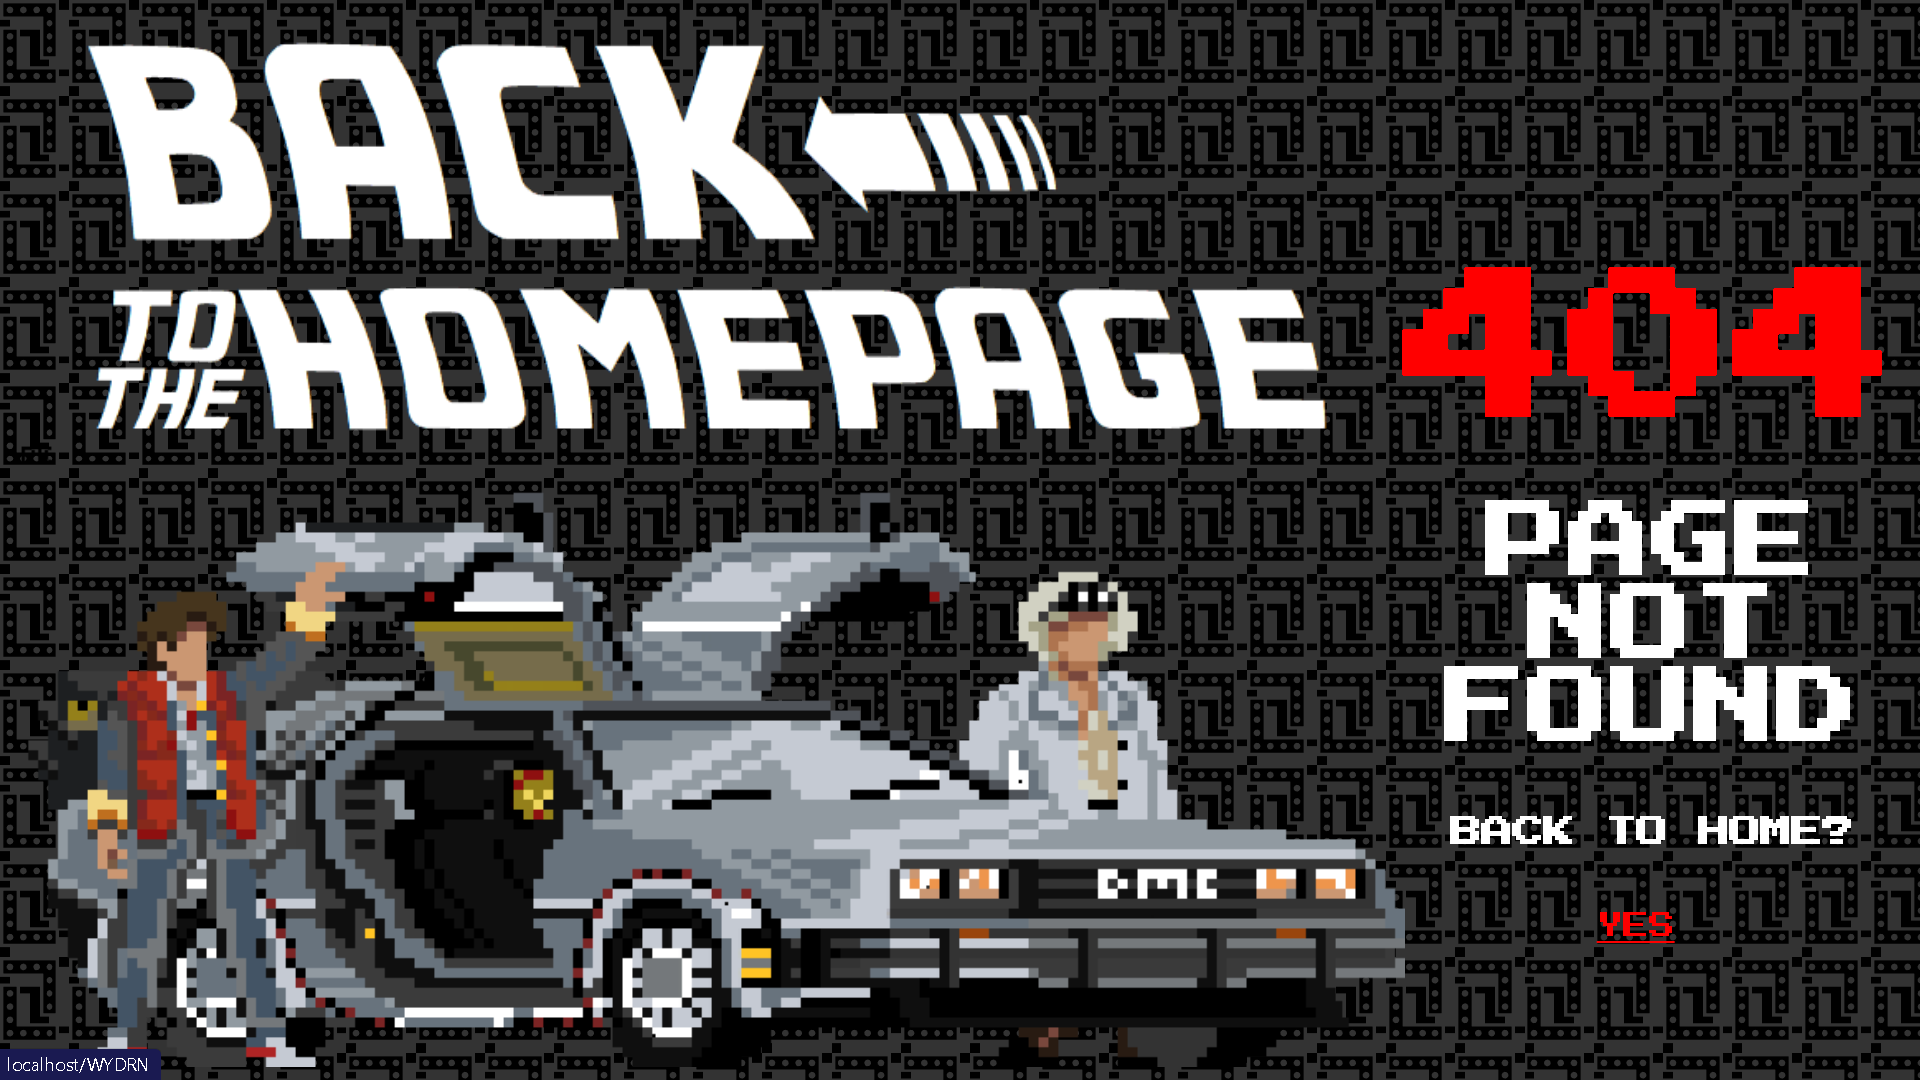 BACK
TO THE HOMEPAGE
404
PAGE
NOT
FOUND
BACK TO HOME?
YES
DMC
localhost/WYDRN